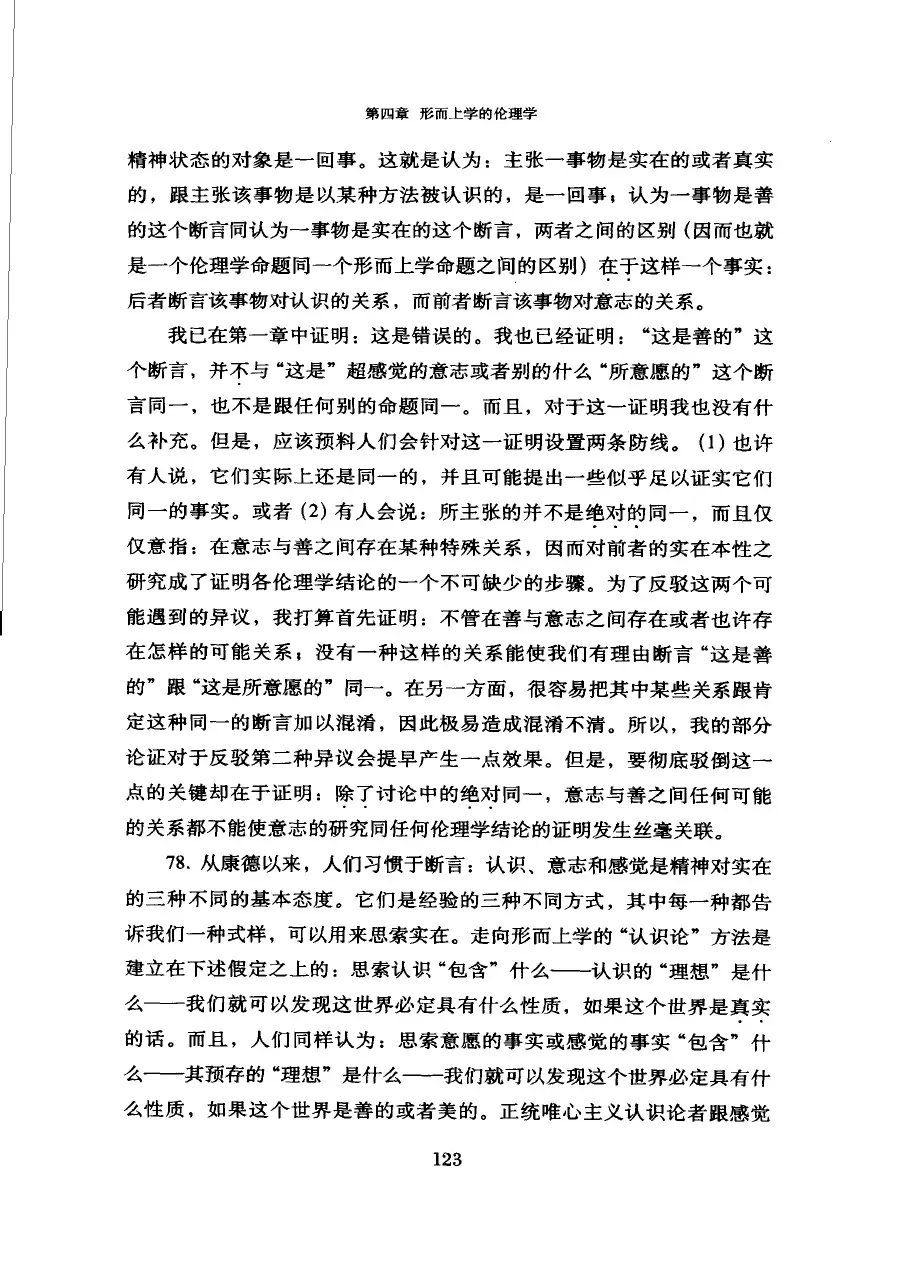 第四章 形而上学的伦理学
精神状态的对象是一回事。这就是认为：主张一事物是实在的或者真实
的，跟主张该事物是以某种方法被认识的，是一回事；认为一事物是善
的这个断言同认为一事物是实在的这个断言，两者之间的区别（因而也就
是一个伦理学命题同一个形而上学命题之间的区别）在于这样一个事实：
后者断言该事物对认识的关系，而前者断言该事物对意志的关系。
我已在第一章中证明：这是错误的。我也已经证明：“这是善的”这
个断言，并不与“这是”超感觉的意志或者别的什么“所意愿的”这个断
言同一，也不是跟任何别的命题同一。而且，对于这一证明我也没有什
么补充。但是，应该预料人们会针对这一证明设置两条防线。(1)也许
有人说，它们实际上还是同一的，并且可能提出一些似乎足以证实它们
同一的事实。或者(2)有人会说：所主张的并不是绝对的同一，而且仅
仅意指：在意志与善之间存在某种特殊关系，因而对前者的实在本性之
研究成了证明各伦理学结论的一个不可缺少的步骤。为了反驳这两个可
能遇到的异议，我打算首先证明：不管在善与意志之间存在或者也许存
在怎样的可能关系；没有一种这样的关系能使我们有理由断言“这是善
的”跟“这是所意愿的”同一。在另一方面，很容易把其中某些关系跟肯
定这种同一的断言加以混淆，因此极易造成混淆不清。所以，我的部分
论证对于反驳第二种异议会提早产生一点效果。但是，要彻底驳倒这一
点的关键却在于证明：除了讨论中的绝对同一，意志与善之间任何可能
的关系都不能使意志的研究同任何伦理学结论的证明发生丝毫关联。
78. 从康德以来，人们习惯于断言：认识、意志和感觉是精神对实在
的三种不同的基本态度。它们是经验的三种不同方式，其中每一种都告
诉我们一种式样，可以用来思索实在。走向形而上学的“认识论”方法是
建立在下述假定之上的：思索认识“包含”什么——认识的“理想”是什
么——我们就可以发现这世界必定具有什么性质，如果这个世界是真实
的话。而且，人们同样认为：思索意愿的事实或感觉的事实“包含”什
么——其预存的“理想”是什么——我们就可以发现这个世界必定具有什
么性质，如果这个世界是善的或者美的。正统唯心主义认识论者跟感觉
123